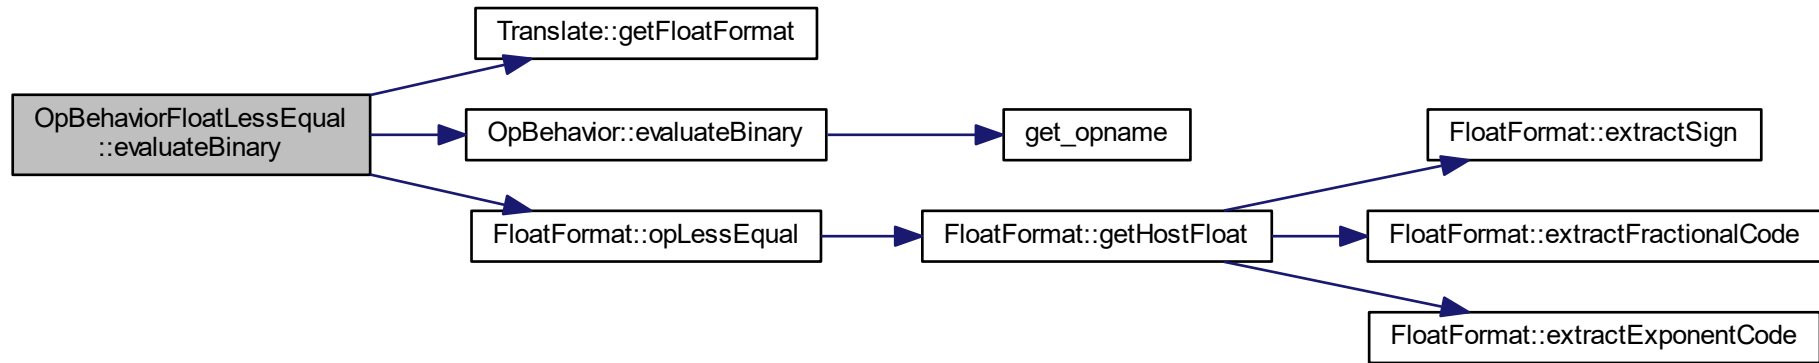 Translate::getFloatFormat
OpBehaviorFloatLessEqual
::evaluateBinary
OpBehavior::evaluateBinary
get_opname
FloatFormat::extractSign
FloatFormat::opLessEqual
FloatFormat::getHostFloat
FloatFormat::extractFractionalCode
FloatFormat::extractExponentCode